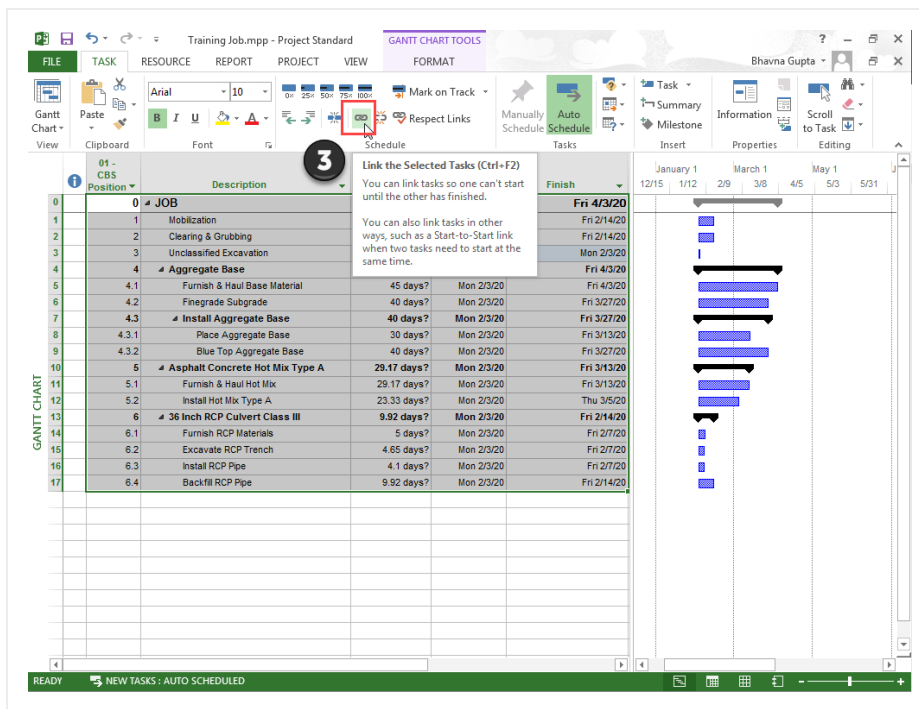 Training Job.mpp - Project Standard
GANTT CHART TOOLS
?
FILE TASK RESOURCE REPORT PROJECT VIEW FORMAT
Bhavna Gupta
Gantt Chart
View
Paste
Clipboard
Arial 10
B I U A
Font
0% 25% 50% 75% 100%
Mark on Track
Respect Links
Schedule
Manually Schedule
Auto Schedule
Tasks
Task
Summary
Milestone
Insert
Information
Properties
Scroll to Task
Editing
3
Link the Selected Tasks (Ctrl+F2)
You can link tasks so one can't start
until the other has finished.
You can also link tasks in other
ways, such as a Start-to-Start link
when two tasks need to start at the
same time.
01 - CBS Position Description Finish
January 1 March 1 May 1 J
12/15 1/12 2/9 3/8 4/5 5/3 5/31
0 0 JOB Fri 4/3/20
1 1 Mobilization Fri 2/14/20
2 2 Clearing & Grubbing Fri 2/14/20
3 3 Unclassified Excavation Mon 2/3/20
4 4 Aggregate Base Fri 4/3/20
5 4.1 Furnish & Haul Base Material 45 days? Mon 2/3/20 Fri 4/3/20
6 4.2 Finegrade Subgrade 40 days? Mon 2/3/20 Fri 3/27/20
7 4.3 Install Aggregate Base 40 days? Mon 2/3/20 Fri 3/27/20
8 4.3.1 Place Aggregate Base 30 days? Mon 2/3/20 Fri 3/13/20
9 4.3.2 Blue Top Aggregate Base 40 days? Mon 2/3/20 Fri 3/27/20
10 5 Asphalt Concrete Hot Mix Type A 29.17 days? Mon 2/3/20 Fri 3/13/20
11 5.1 Furnish & Haul Hot Mix 29.17 days? Mon 2/3/20 Fri 3/13/20
12 5.2 Install Hot Mix Type A 23.33 days? Mon 2/3/20 Thu 3/5/20
13 6 36 Inch RCP Culvert Class III 9.92 days? Mon 2/3/20 Fri 2/14/20
14 6.1 Furnish RCP Materials 5 days? Mon 2/3/20 Fri 2/7/20
15 6.2 Excavate RCP Trench 4.65 days? Mon 2/3/20 Fri 2/7/20
16 6.3 Install RCP Pipe 4.1 days? Mon 2/3/20 Fri 2/7/20
17 6.4 Backfill RCP Pipe 9.92 days? Mon 2/3/20 Fri 2/14/20
GANTT CHART
READY NEW TASKS : AUTO SCHEDULED